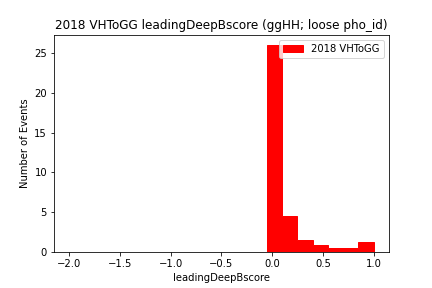 2018 VHToGG leadingDeepBscore (ggHH; loose pho_id)
2018 VHToGG
Number of Events
25
20
15
10
5
0
−2.0 −1.5 −1.0 −0.5 0.0 0.5 1.0
leadingDeepBscore